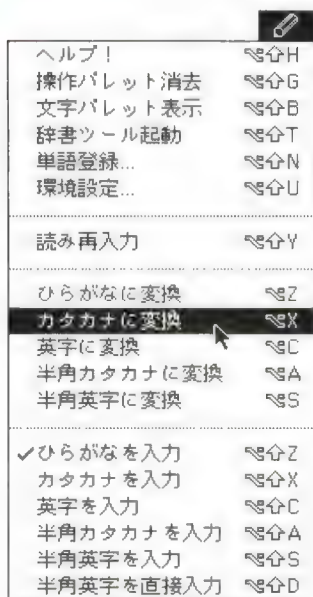 ヘルプ! ⌥⇧H
操作パレット消去 ⌥⇧G
文字パレット表示 ⌥⇧B
辞書ツール起動 ⌥⇧T
単語登録... ⌥⇧N
環境設定... ⌥⇧U
読み再入力 ⌥⇧Y
ひらがなに変換 ⌥Z
カタカナに変換 ⌥X
英字に変換 ⌥C
半角カタカナに変換 ⌥A
半角英字に変換 ⌥S
✓ひらがなを入力 ⌥⇧Z
カタカナを入力 ⌥⇧X
英字を入力 ⌥⇧C
半角カタカナを入力 ⌥⇧A
半角英字を入力 ⌥⇧S
半角英字を直接入力 ⌥⇧D